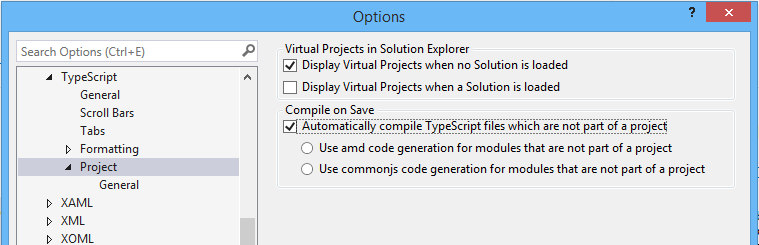 Options
?
Search Options (Ctrl+E)
TypeScript
General
Scroll Bars
Tabs
Formatting
Project
General
XAML
XML
XOML
Virtual Projects in Solution Explorer
Display Virtual Projects when no Solution is loaded
Display Virtual Projects when a Solution is loaded
Compile on Save
Automatically compile TypeScript files which are not part of a project
Use amd code generation for modules that are not part of a project
Use commonjs code generation for modules that are not part of a project